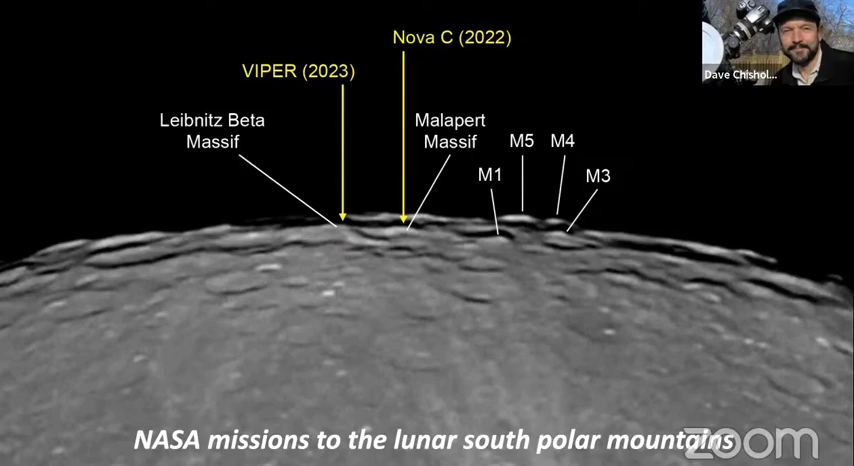 Nova C (2022)
VIPER (2023)
Dave Chishol...
Leibnitz Beta
Massif
Malapert
Massif
M5
M4
M1
M3
NASA missions to the lunar south polar mountains
zoom